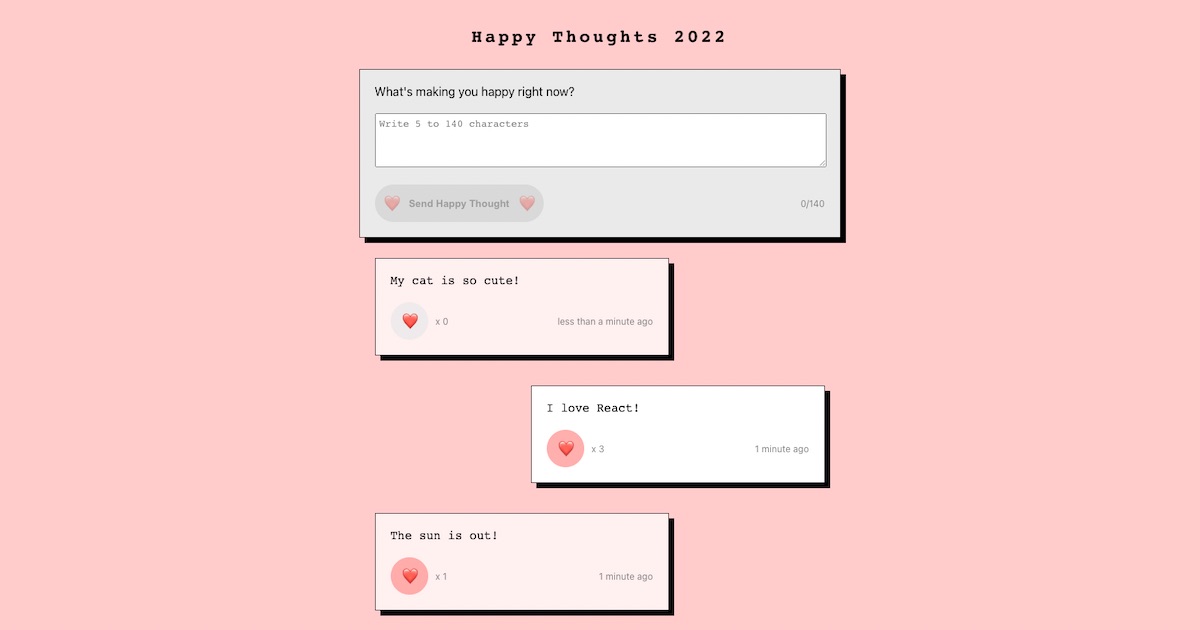 Happy Thoughts 2022
What's making you happy right now?
Write 5 to 140 characters
Send Happy Thought
0/140
My cat is so cute!
x 0
less than a minute ago
I love React!
x 3
1 minute ago
The sun is out!
x 1
1 minute ago